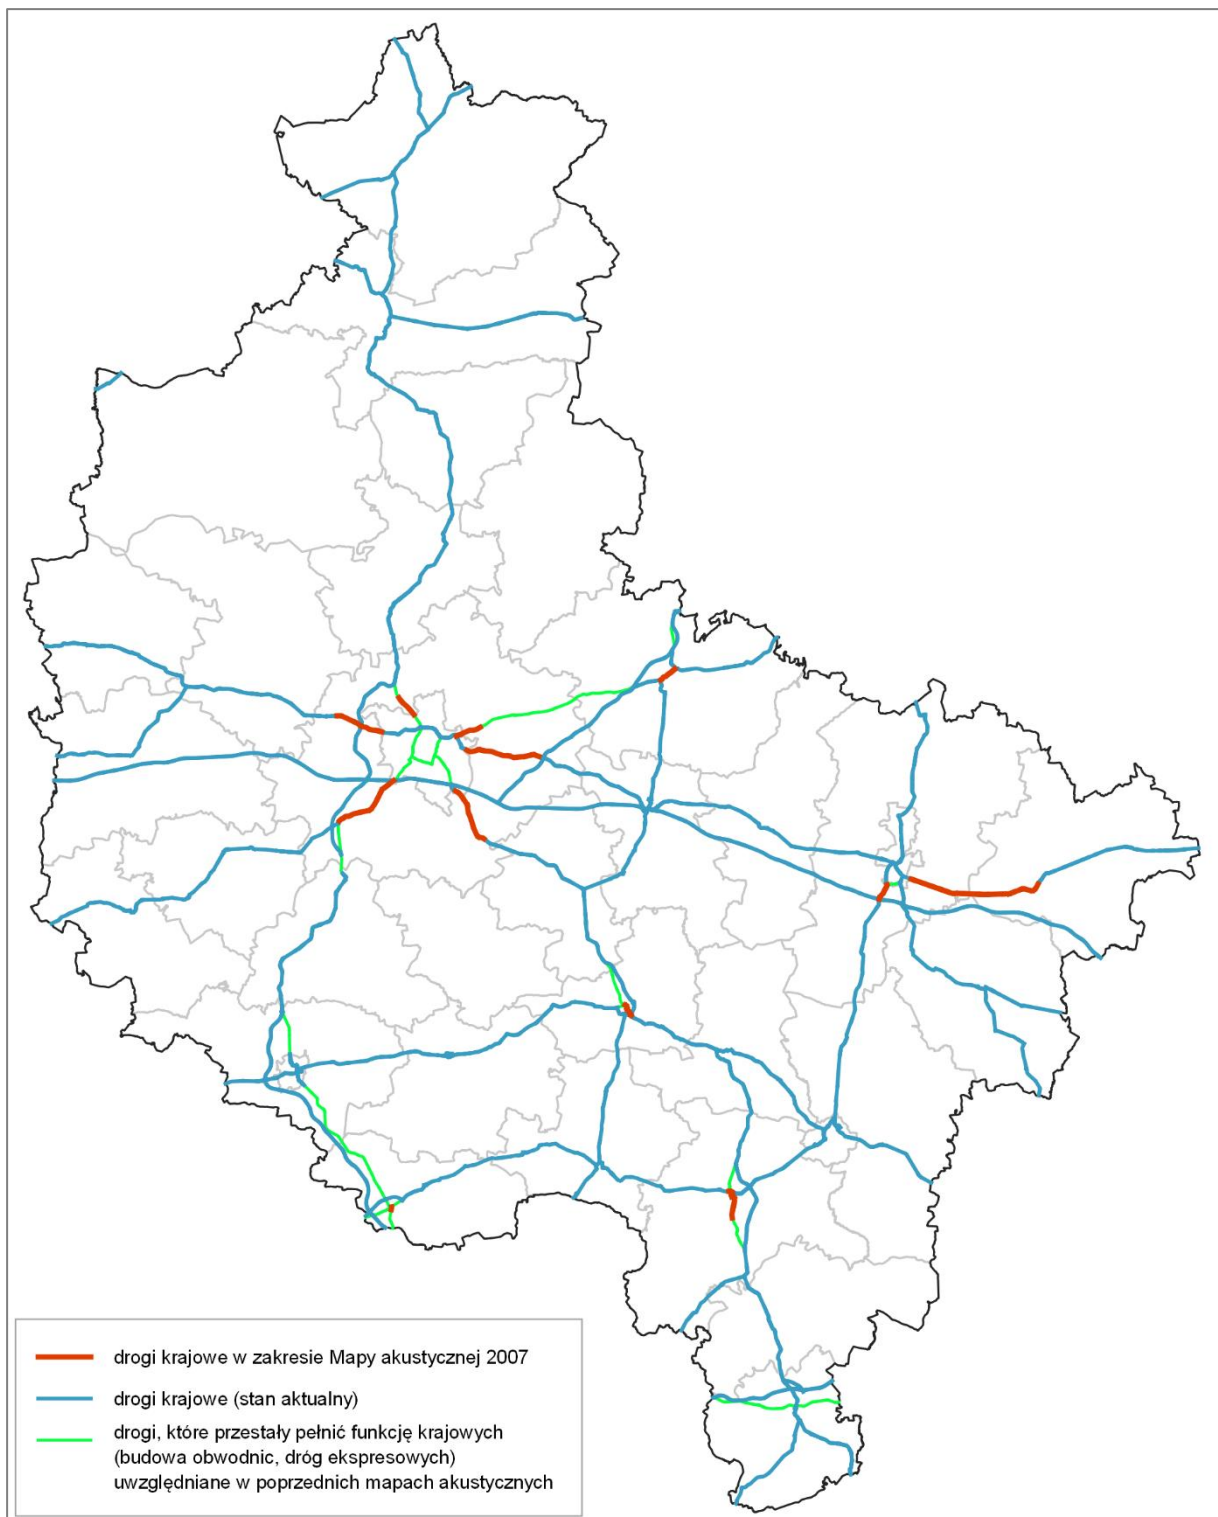 drogi krajowe w zakresie Mapy akustycznej 2007
drogi krajowe (stan aktualny)
drogi, które przestały pełnić funkcję krajowych
(budowa obwodnic, dróg ekspresowych)
uwzględniane w poprzednich mapach akustycznych